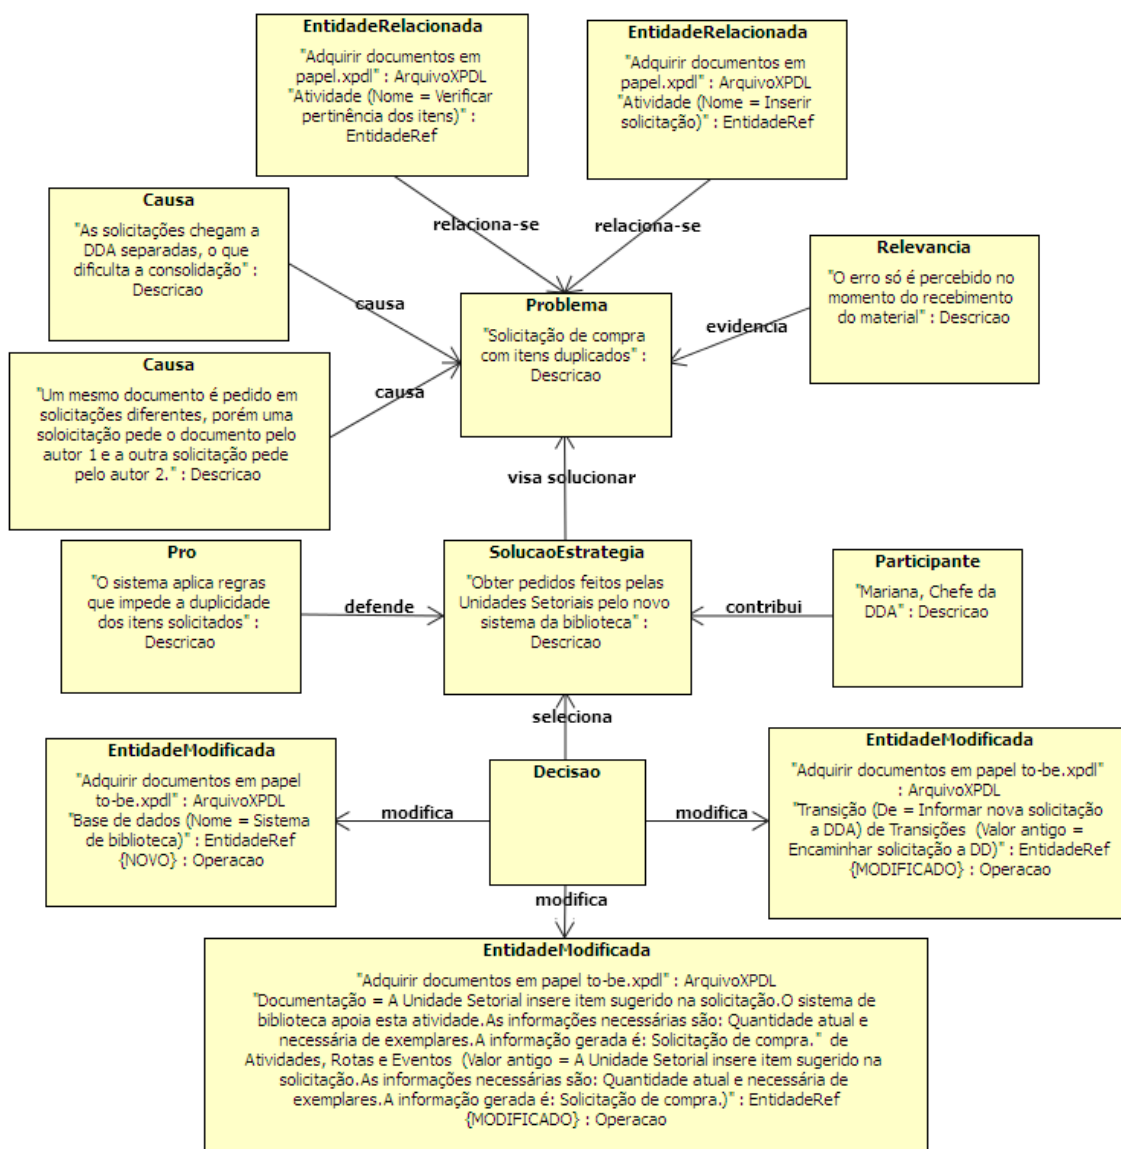 EntidadeRelacionada
"Adquirir documentos em
papel.xpdl" : ArquivoXPDL
"Atividade (Nome = Verificar
pertinência dos itens)" :
EntidadeRef
EntidadeRelacionada
"Adquirir documentos em
papel.xpdl" : ArquivoXPDL
"Atividade (Nome = Inserir
solicitação)" : EntidadeRef
relaciona-se
relaciona-se
Causa
"As solicitações chegam a
DDA separadas, o que
dificulta a consolidação" :
Descricao
causa
Problema
"Solicitação de compra
com itens duplicados" :
Descricao
Relevancia
"O erro só é percebido no
momento do recebimento
do material" : Descricao
evidencia
Causa
"Um mesmo documento é pedido em
solicitações diferentes, porém uma
soloicitação pede o documento pelo
autor 1 e a outra solicitação pede
pelo autor 2." : Descricao
causa
visa solucionar
Pro
"O sistema aplica regras
que impede a duplicidade
dos itens solicitados" :
Descricao
defende
SolucaoEstrategia
"Obter pedidos feitos pelas
Unidades Setoriais pelo novo
sistema da biblioteca" :
Descricao
contribui
Participante
"Mariana, Chefe da
DDA" : Descricao
seleciona
EntidadeModificada
"Adquirir documentos em papel
to-be.xpdl" : ArquivoXPDL
"Base de dados (Nome = Sistema
de biblioteca)" : EntidadeRef
{NOVO} : Operacao
modifica
Decisao
modifica
EntidadeModificada
"Adquirir documentos em papel to-be.xpdl"
: ArquivoXPDL
"Transição (De = Informar nova solicitação
a DDA) de Transições  (Valor antigo =
Encaminhar solicitação a DD)" : EntidadeRef
{MODIFICADO} : Operacao
modifica
EntidadeModificada
"Adquirir documentos em papel to-be.xpdl" : ArquivoXPDL
"Documentação = A Unidade Setorial insere item sugerido na solicitação.O sistema de
biblioteca apoia esta atividade.As informações necessárias são: Quantidade atual e
necessária de exemplares.A informação gerada é: Solicitação de compra."  de
Atividades, Rotas e Eventos  (Valor antigo = A Unidade Setorial insere item sugerido na
solicitação.As informações necessárias são: Quantidade atual e necessária de
exemplares.A informação gerada é: Solicitação de compra.)" : EntidadeRef
{MODIFICADO} : Operacao